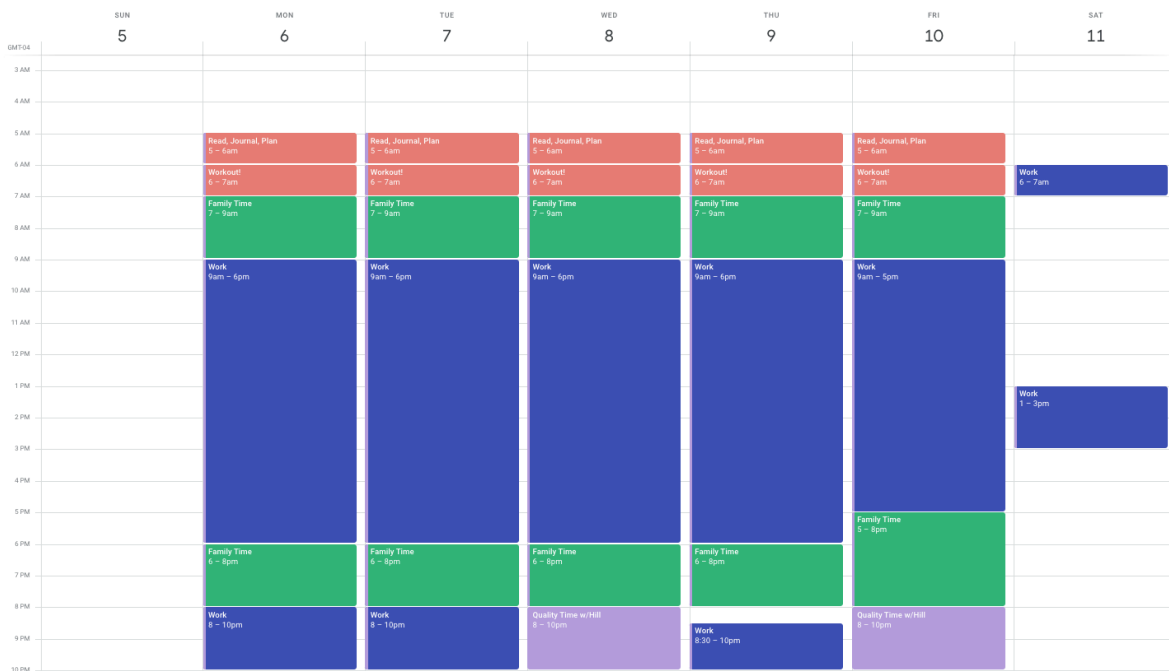 SUN
MON
TUE
WED
THU
FRI
SAT
5
6
7
8
9
10
11
GMT-04
3 AM
4 AM
5 AM
6 AM
7 AM
8 AM
9 AM
10 AM
11 AM
12 PM
1 PM
2 PM
3 PM
4 PM
5 PM
6 PM
7 PM
8 PM
9 PM
10 PM
Read, Journal, Plan
5 – 6am
Workout!
6 – 7am
Family Time
7 – 9am
Work
9am – 6pm
Family Time
6 – 8pm
Work
8 – 10pm
Read, Journal, Plan
5 – 6am
Workout!
6 – 7am
Family Time
7 – 9am
Work
9am – 6pm
Family Time
6 – 8pm
Work
8 – 10pm
Read, Journal, Plan
5 – 6am
Workout!
6 – 7am
Family Time
7 – 9am
Work
9am – 6pm
Family Time
6 – 8pm
Quality Time w/Hill
8 – 10pm
Read, Journal, Plan
5 – 6am
Workout!
6 – 7am
Family Time
7 – 9am
Work
9am – 6pm
Family Time
6 – 8pm
Work
8:30 – 10pm
Read, Journal, Plan
5 – 6am
Workout!
6 – 7am
Family Time
7 – 9am
Work
9am – 5pm
Family Time
5 – 8pm
Quality Time w/Hill
8 – 10pm
Work
6 – 7am
Work
1 – 3pm